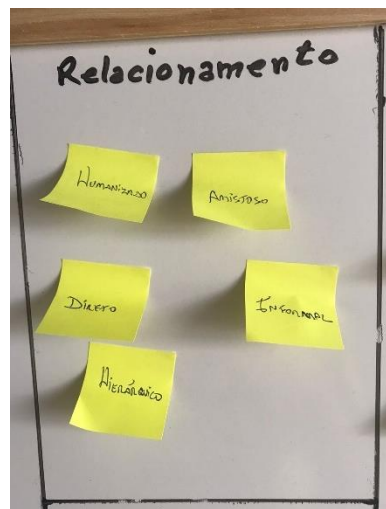 Relacionamento
Humanizado
Amistoso
Direto
Informal
Hierárquico